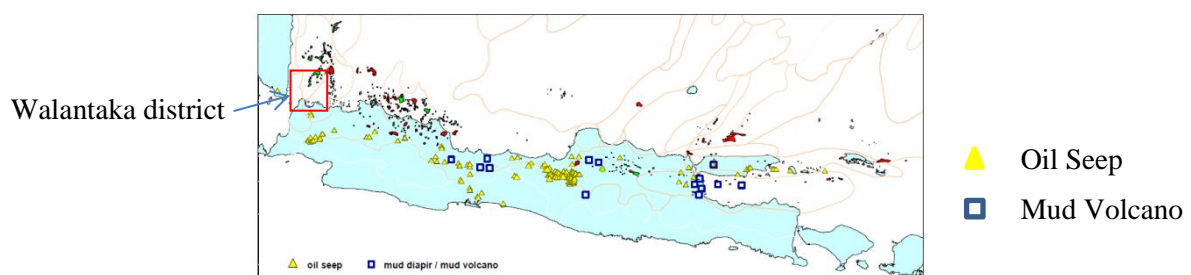 Walantaka district
Oil Seep
Mud Volcano
oil seep
mud diapir / mud volcano